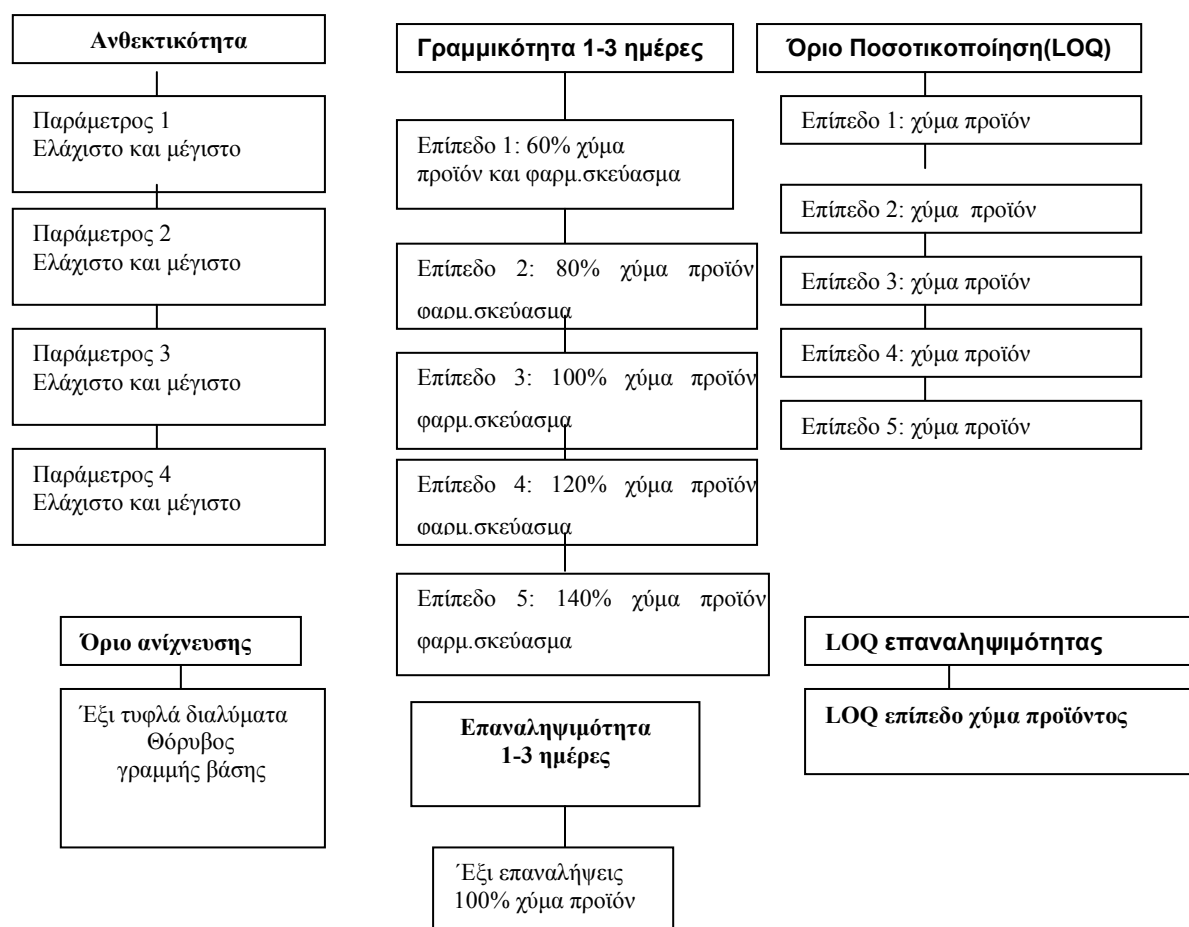 Ανθεκτικότητα
Παράμετρος 1
Ελάχιστο και μέγιστο
Παράμετρος 2
Ελάχιστο και μέγιστο
Παράμετρος 3
Ελάχιστο και μέγιστο
Παράμετρος 4
Ελάχιστο και μέγιστο
Γραμμικότητα 1-3 ημέρες
Επίπεδο 1: 60% χύμα
προϊόν και φαρμ.σκεύασμα
Επίπεδο 2: 80% χύμα προϊόν
φαρμ.σκεύασμα
Επίπεδο 3: 100% χύμα προϊόν
φαρμ.σκεύασμα
Επίπεδο 4: 120% χύμα προϊόν
φαρμ.σκεύασμα
Επίπεδο 5: 140% χύμα προϊόν
φαρμ.σκεύασμα
Όριο Ποσοτικοποίηση(LOQ)
Επίπεδο 1: χύμα προϊόν
Επίπεδο 2: χύμα προϊόν
Επίπεδο 3: χύμα προϊόν
Επίπεδο 4: χύμα προϊόν
Επίπεδο 5: χύμα προϊόν
Όριο ανίχνευσης
Έξι τυφλά διαλύματα
Θόρυβος
γραμμής βάσης
Επαναληψιμότητα
1-3 ημέρες
Έξι επαναλήψεις
100% χύμα προϊόν
LOQ επαναληψιμότητας
LOQ επίπεδο χύμα προϊόντος